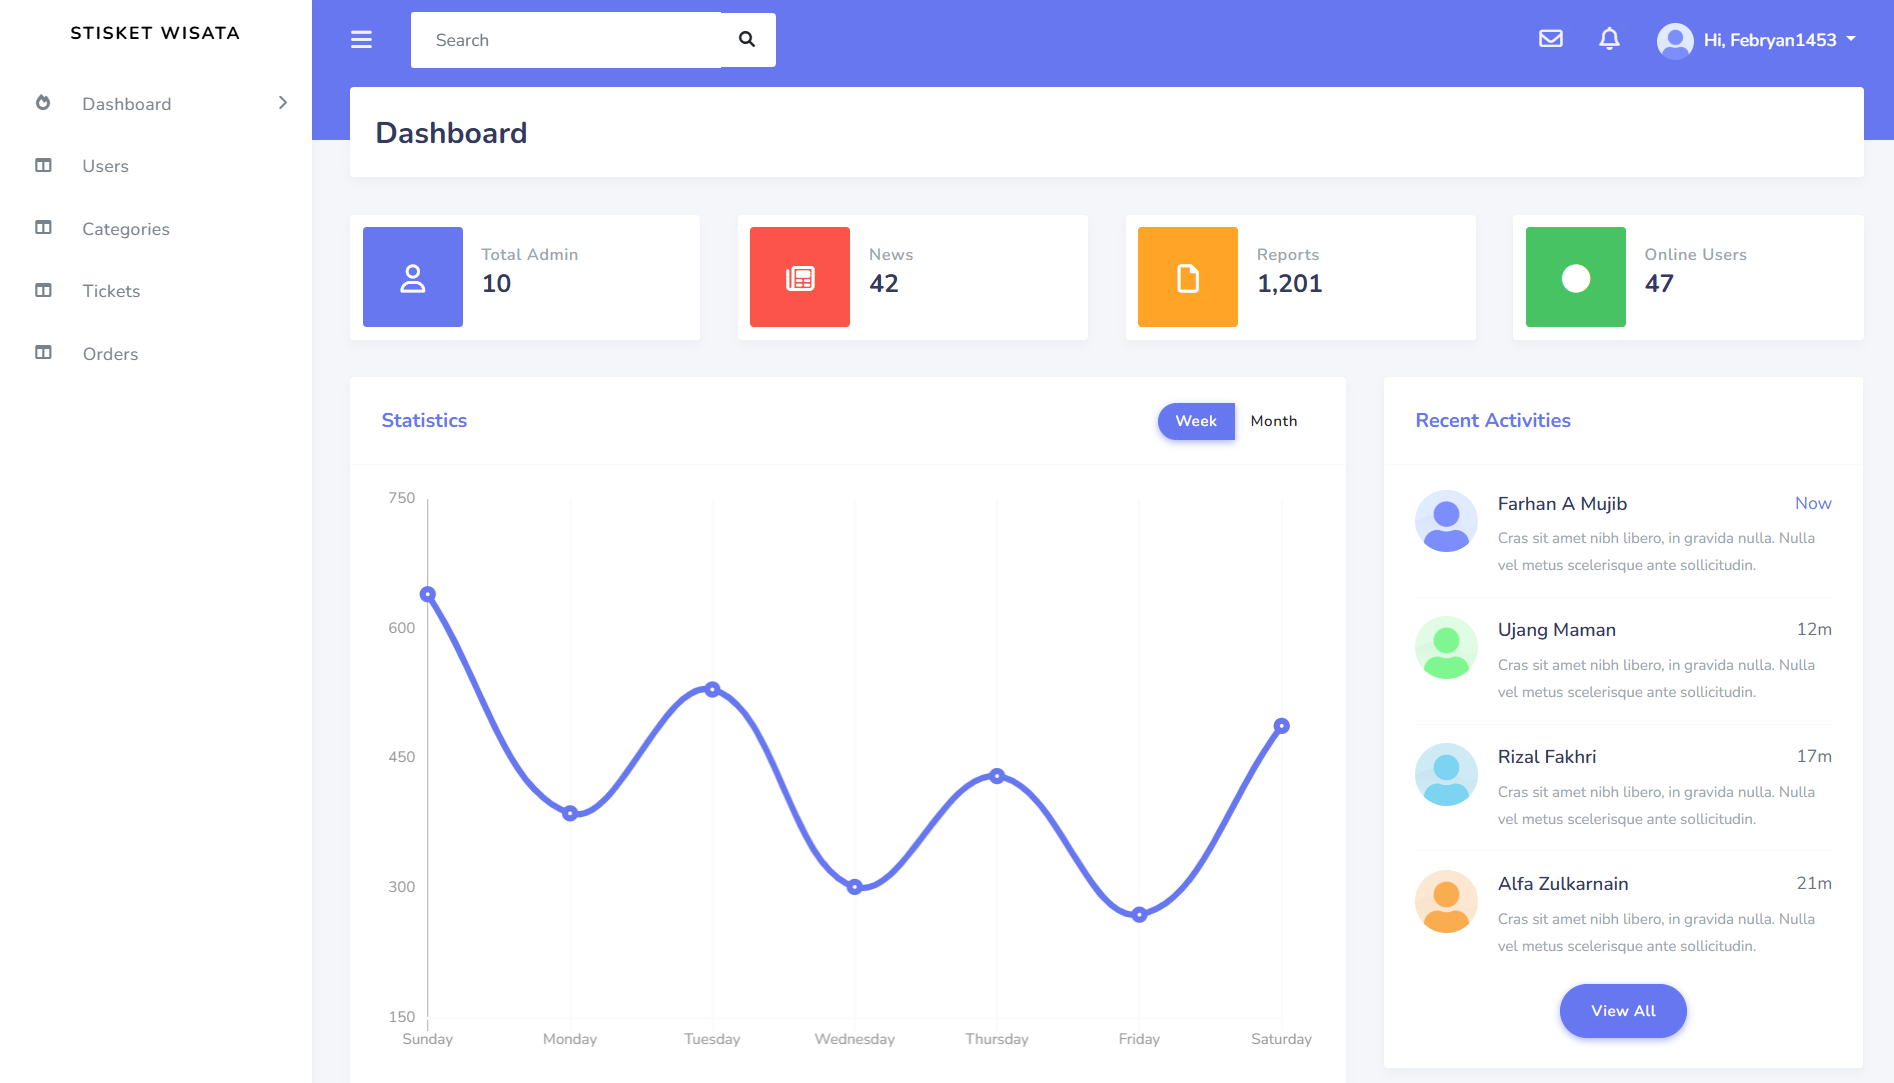 STISKET WISATA
Dashboard
Users
Categories
Tickets
Orders
Search
Hi, Febryan1453
Dashboard
Total Admin
10
News
42
Reports
1,201
Online Users
47
Statistics
Week
Month
750
600
450
300
150
Sunday
Monday
Tuesday
Wednesday
Thursday
Friday
Saturday
Recent Activities
Farhan A Mujib
Now
Cras sit amet nibh libero, in gravida nulla. Nulla
vel metus scelerisque ante sollicitudin.
Ujang Maman
12m
Cras sit amet nibh libero, in gravida nulla. Nulla
vel metus scelerisque ante sollicitudin.
Rizal Fakhri
17m
Cras sit amet nibh libero, in gravida nulla. Nulla
vel metus scelerisque ante sollicitudin.
Alfa Zulkarnain
21m
Cras sit amet nibh libero, in gravida nulla. Nulla
vel metus scelerisque ante sollicitudin.
View All